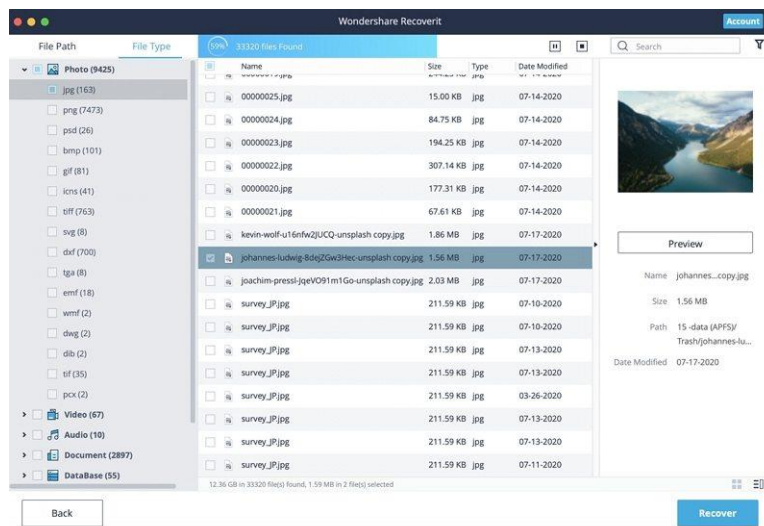 Wondershare Recoverit
Account
File Path
File Type
59%
33320 files Found
Search
Photo (9425)
jpg (163)
png (7473)
psd (26)
bmp (101)
gif (81)
icns (41)
tiff (763)
svg (8)
dxf (700)
tga (8)
emf (18)
wmf (2)
dwg (2)
dib (2)
tif (35)
pcx (2)
Video (67)
Audio (10)
Document (2897)
DataBase (55)
Name Size Type Date Modified
00000025.jpg 15.00 KB jpg 07-14-2020
00000024.jpg 84.75 KB jpg 07-14-2020
00000023.jpg 194.25 KB jpg 07-14-2020
00000022.jpg 307.14 KB jpg 07-14-2020
00000020.jpg 177.31 KB jpg 07-14-2020
00000021.jpg 67.61 KB jpg 07-14-2020
kevin-wolf-u16nfw2JUCQ-unsplash copy.jpg 1.86 MB jpg 07-17-2020
johannes-ludwig-8dejZGw3Hec-unsplash copy.jpg 1.56 MB jpg 07-17-2020
joachim-pressl-JqeVO91m1Go-unsplash copy.jpg 2.03 MB jpg 07-17-2020
survey_JP.jpg 211.59 KB jpg 07-10-2020
survey_JP.jpg 211.59 KB jpg 07-10-2020
survey_JP.jpg 211.59 KB jpg 07-13-2020
survey_JP.jpg 211.59 KB jpg 07-13-2020
survey_JP.jpg 211.59 KB jpg 03-26-2020
survey_JP.jpg 211.59 KB jpg 07-13-2020
survey_JP.jpg 211.59 KB jpg 07-13-2020
survey_JP.jpg 211.59 KB jpg 07-11-2020
12.36 GB in 33320 file(s) found, 1.59 MB in 2 file(s) selected
Preview
Name johannes...copy.jpg
Size 1.56 MB
Path 15 -data (APFS)/
Trash/johannes-lu...
Date Modified 07-17-2020
Back
Recover